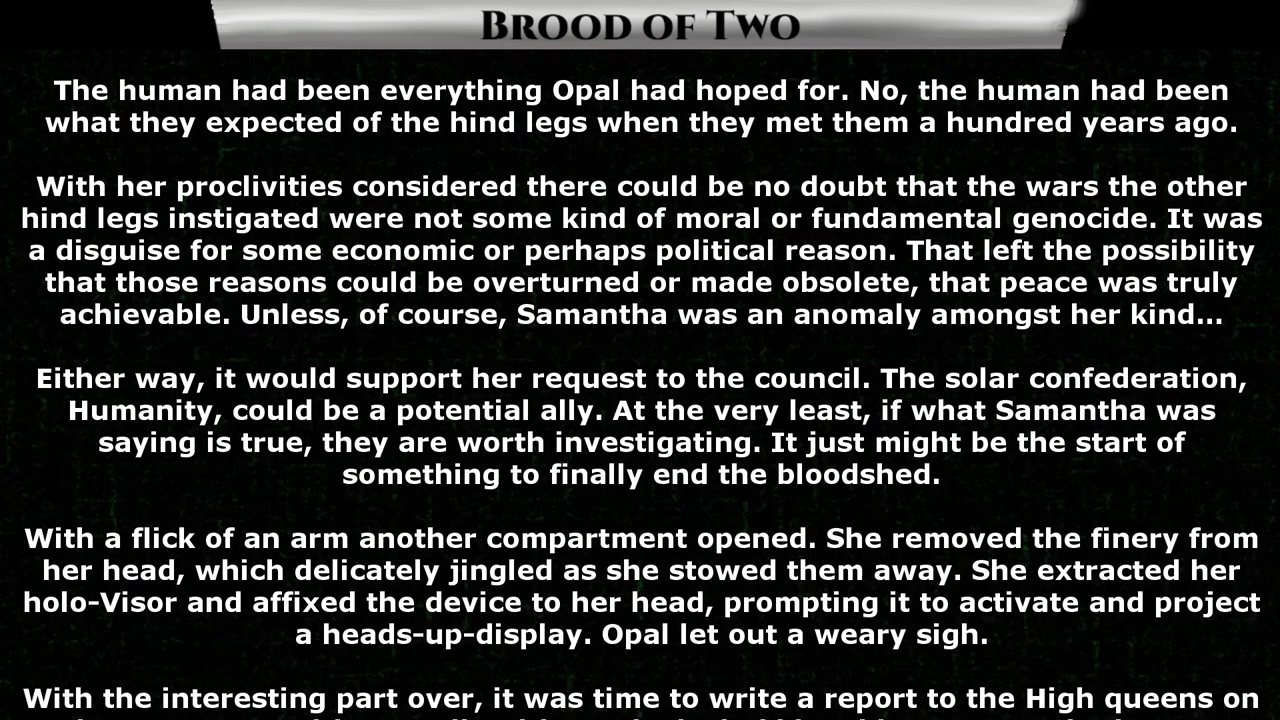 Brood of Two
The human had been everything Opal had hoped for. No, the human had been
what they expected of the hind legs when they met them a hundred years ago.
With her proclivities considered there could be no doubt that the wars the other
hind legs instigated were not some kind of moral or fundamental genocide. It was
a disguise for some economic or perhaps political reason. That left the possibility
that those reasons could be overturned or made obsolete, that peace was truly
achievable. Unless, of course, Samantha was an anomaly amongst her kind...
Either way, it would support her request to the council. The solar confederation,
Humanity, could be a potential ally. At the very least, if what Samantha was
saying is true, they are worth investigating. It just might be the start of
something to finally end the bloodshed.
With a flick of an arm another compartment opened. She removed the finery from
her head, which delicately jingled as she stowed them away. She extracted her
holo-Visor and affixed the device to her head, prompting it to activate and project
a heads-up-display. Opal let out a weary sigh.
With the interesting part over, it was time to write a report to the High queens on